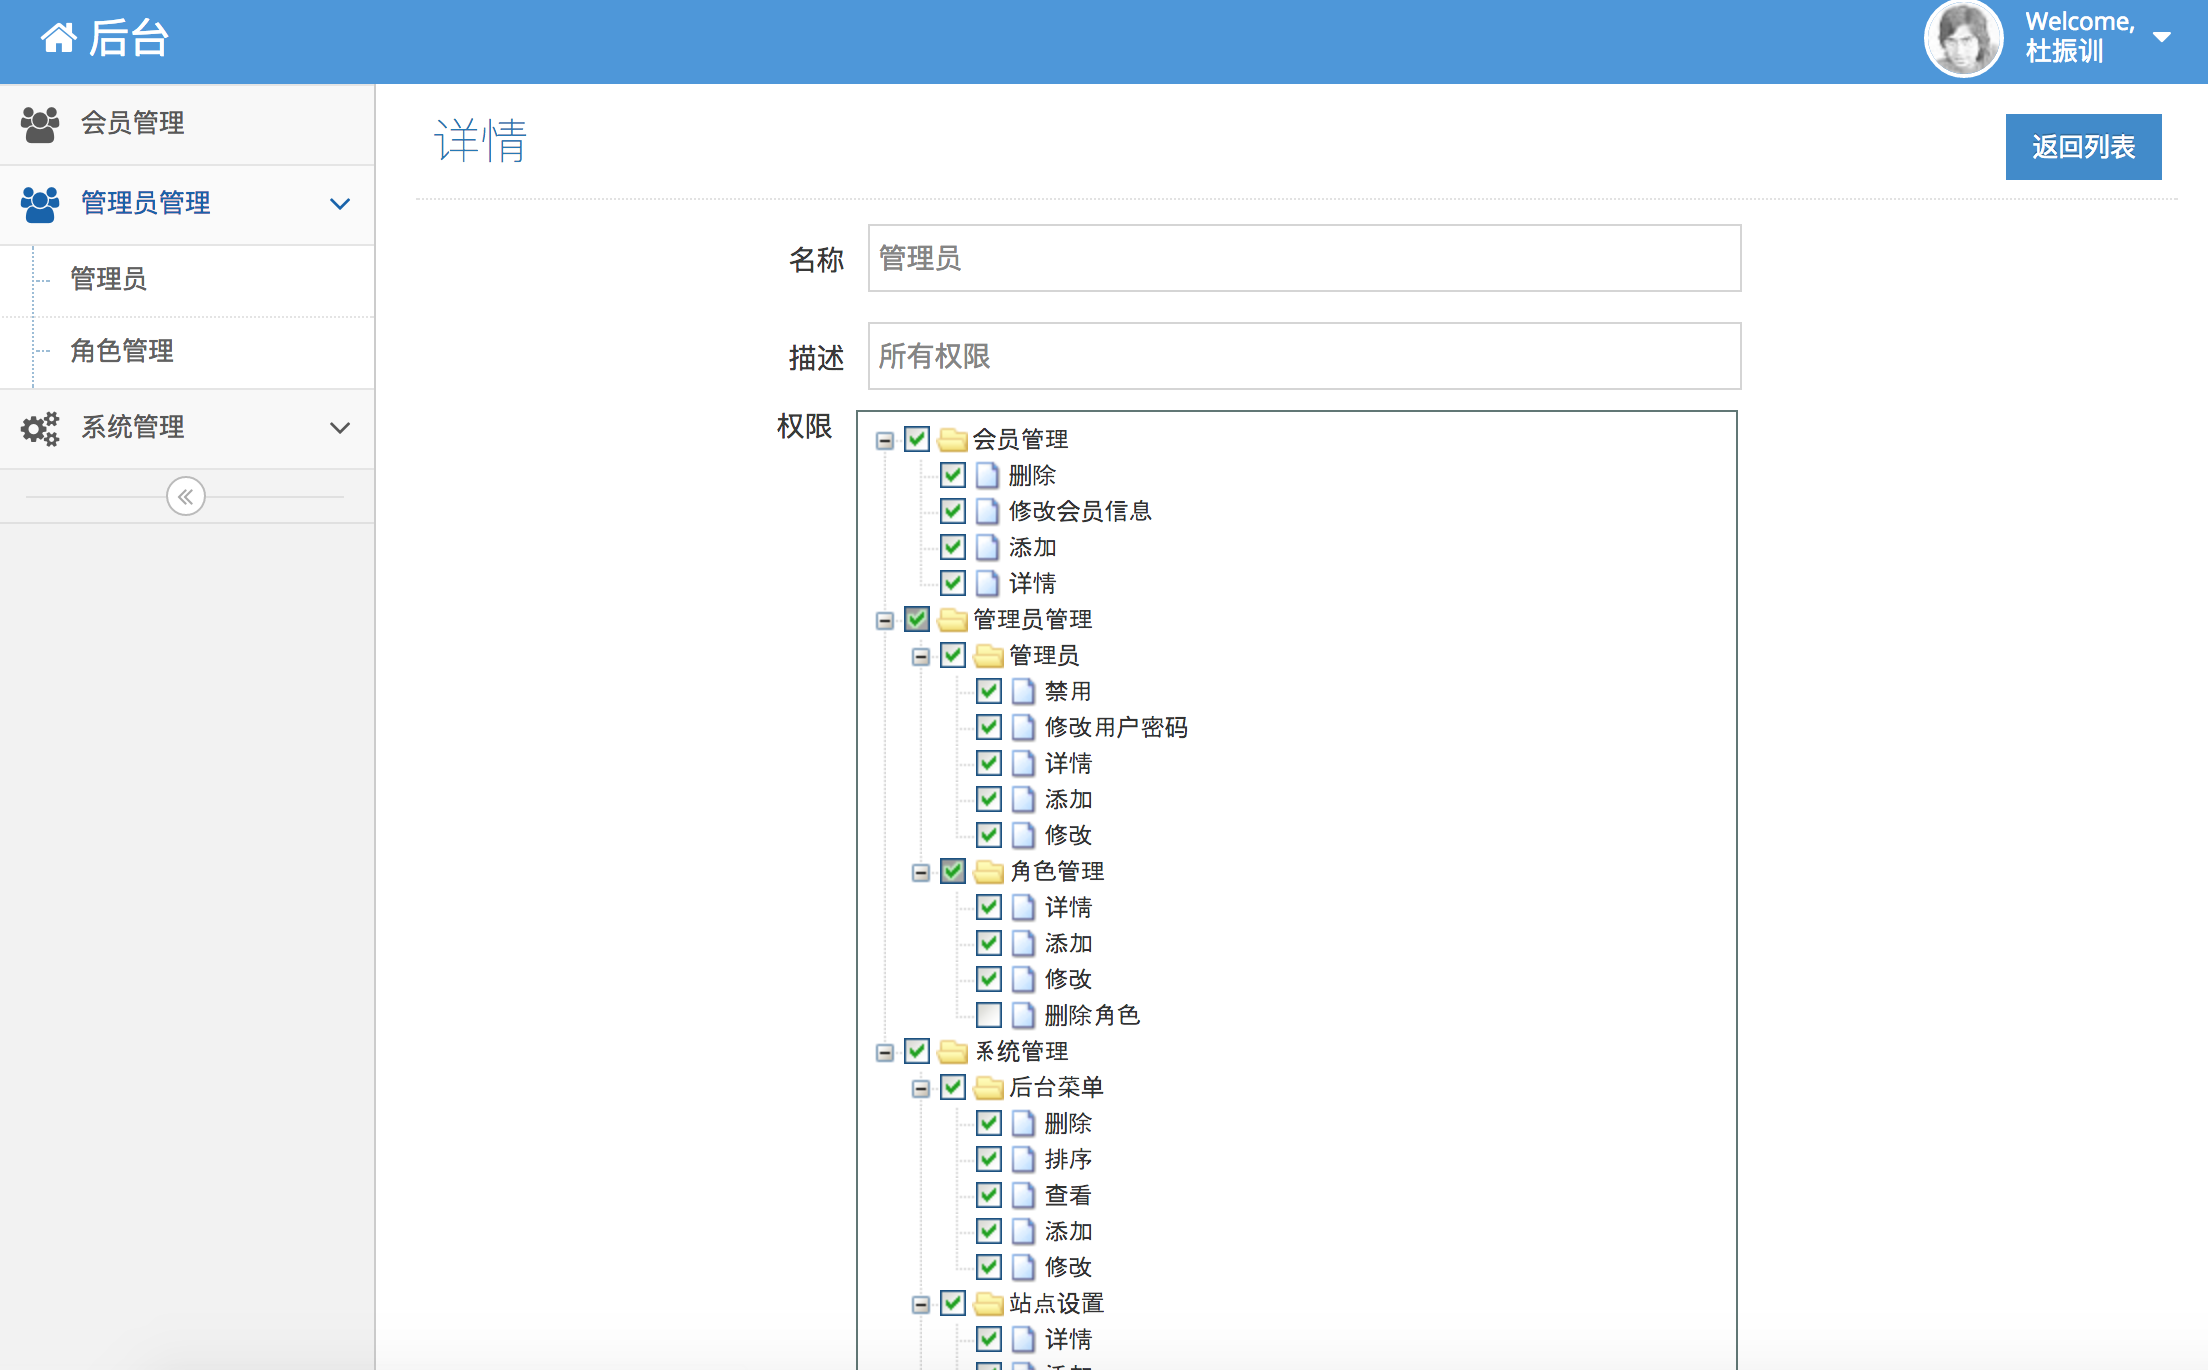 后台
Welcome,
杜振训
会员管理
管理员管理
管理员
角色管理
系统管理
详情
返回列表
名称
管理员
描述
所有权限
权限
会员管理
删除
修改会员信息
添加
详情
管理员管理
管理员
禁用
修改用户密码
详情
添加
修改
角色管理
详情
添加
修改
删除角色
系统管理
后台菜单
删除
排序
查看
添加
修改
站点设置
详情